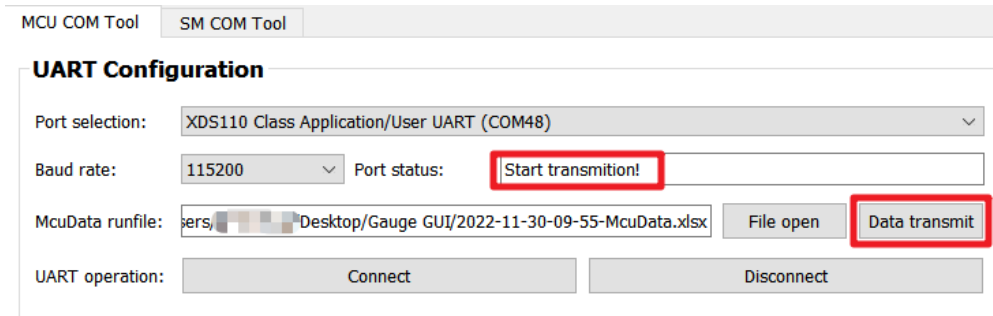 MCU COM Tool SM COM Tool
UART Configuration
Port selection: XDS110 Class Application/User UART (COM48)
Baud rate: 115200 Port status: Start transmition!
McuData runfile: sers/ Desktop/Gauge GUI/2022-11-30-09-55-McuData.xlsx File open Data transmit
UART operation: Connect Disconnect